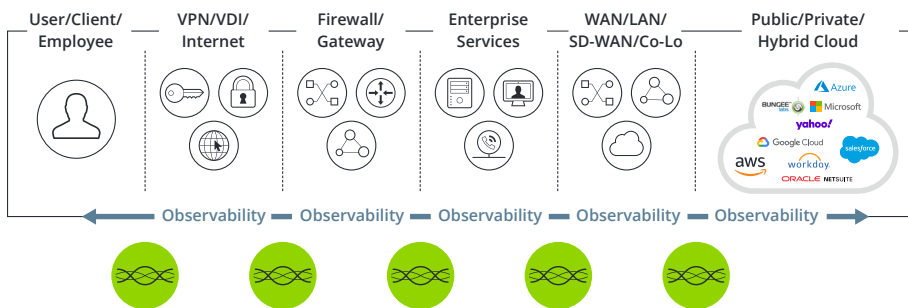 User/Client/
Employee
VPN/VDI/
Internet
Firewall/
Gateway
Enterprise
Services
WAN/LAN/
SD-WAN/Co-Lo
Public/Private/
Hybrid Cloud
Azure
BUNGEE
labs
Microsoft
yahoo!
Google Cloud
salesforce
aws
workday.
ORACLE NETSUITE
Observability
Observability
Observability
Observability
Observability